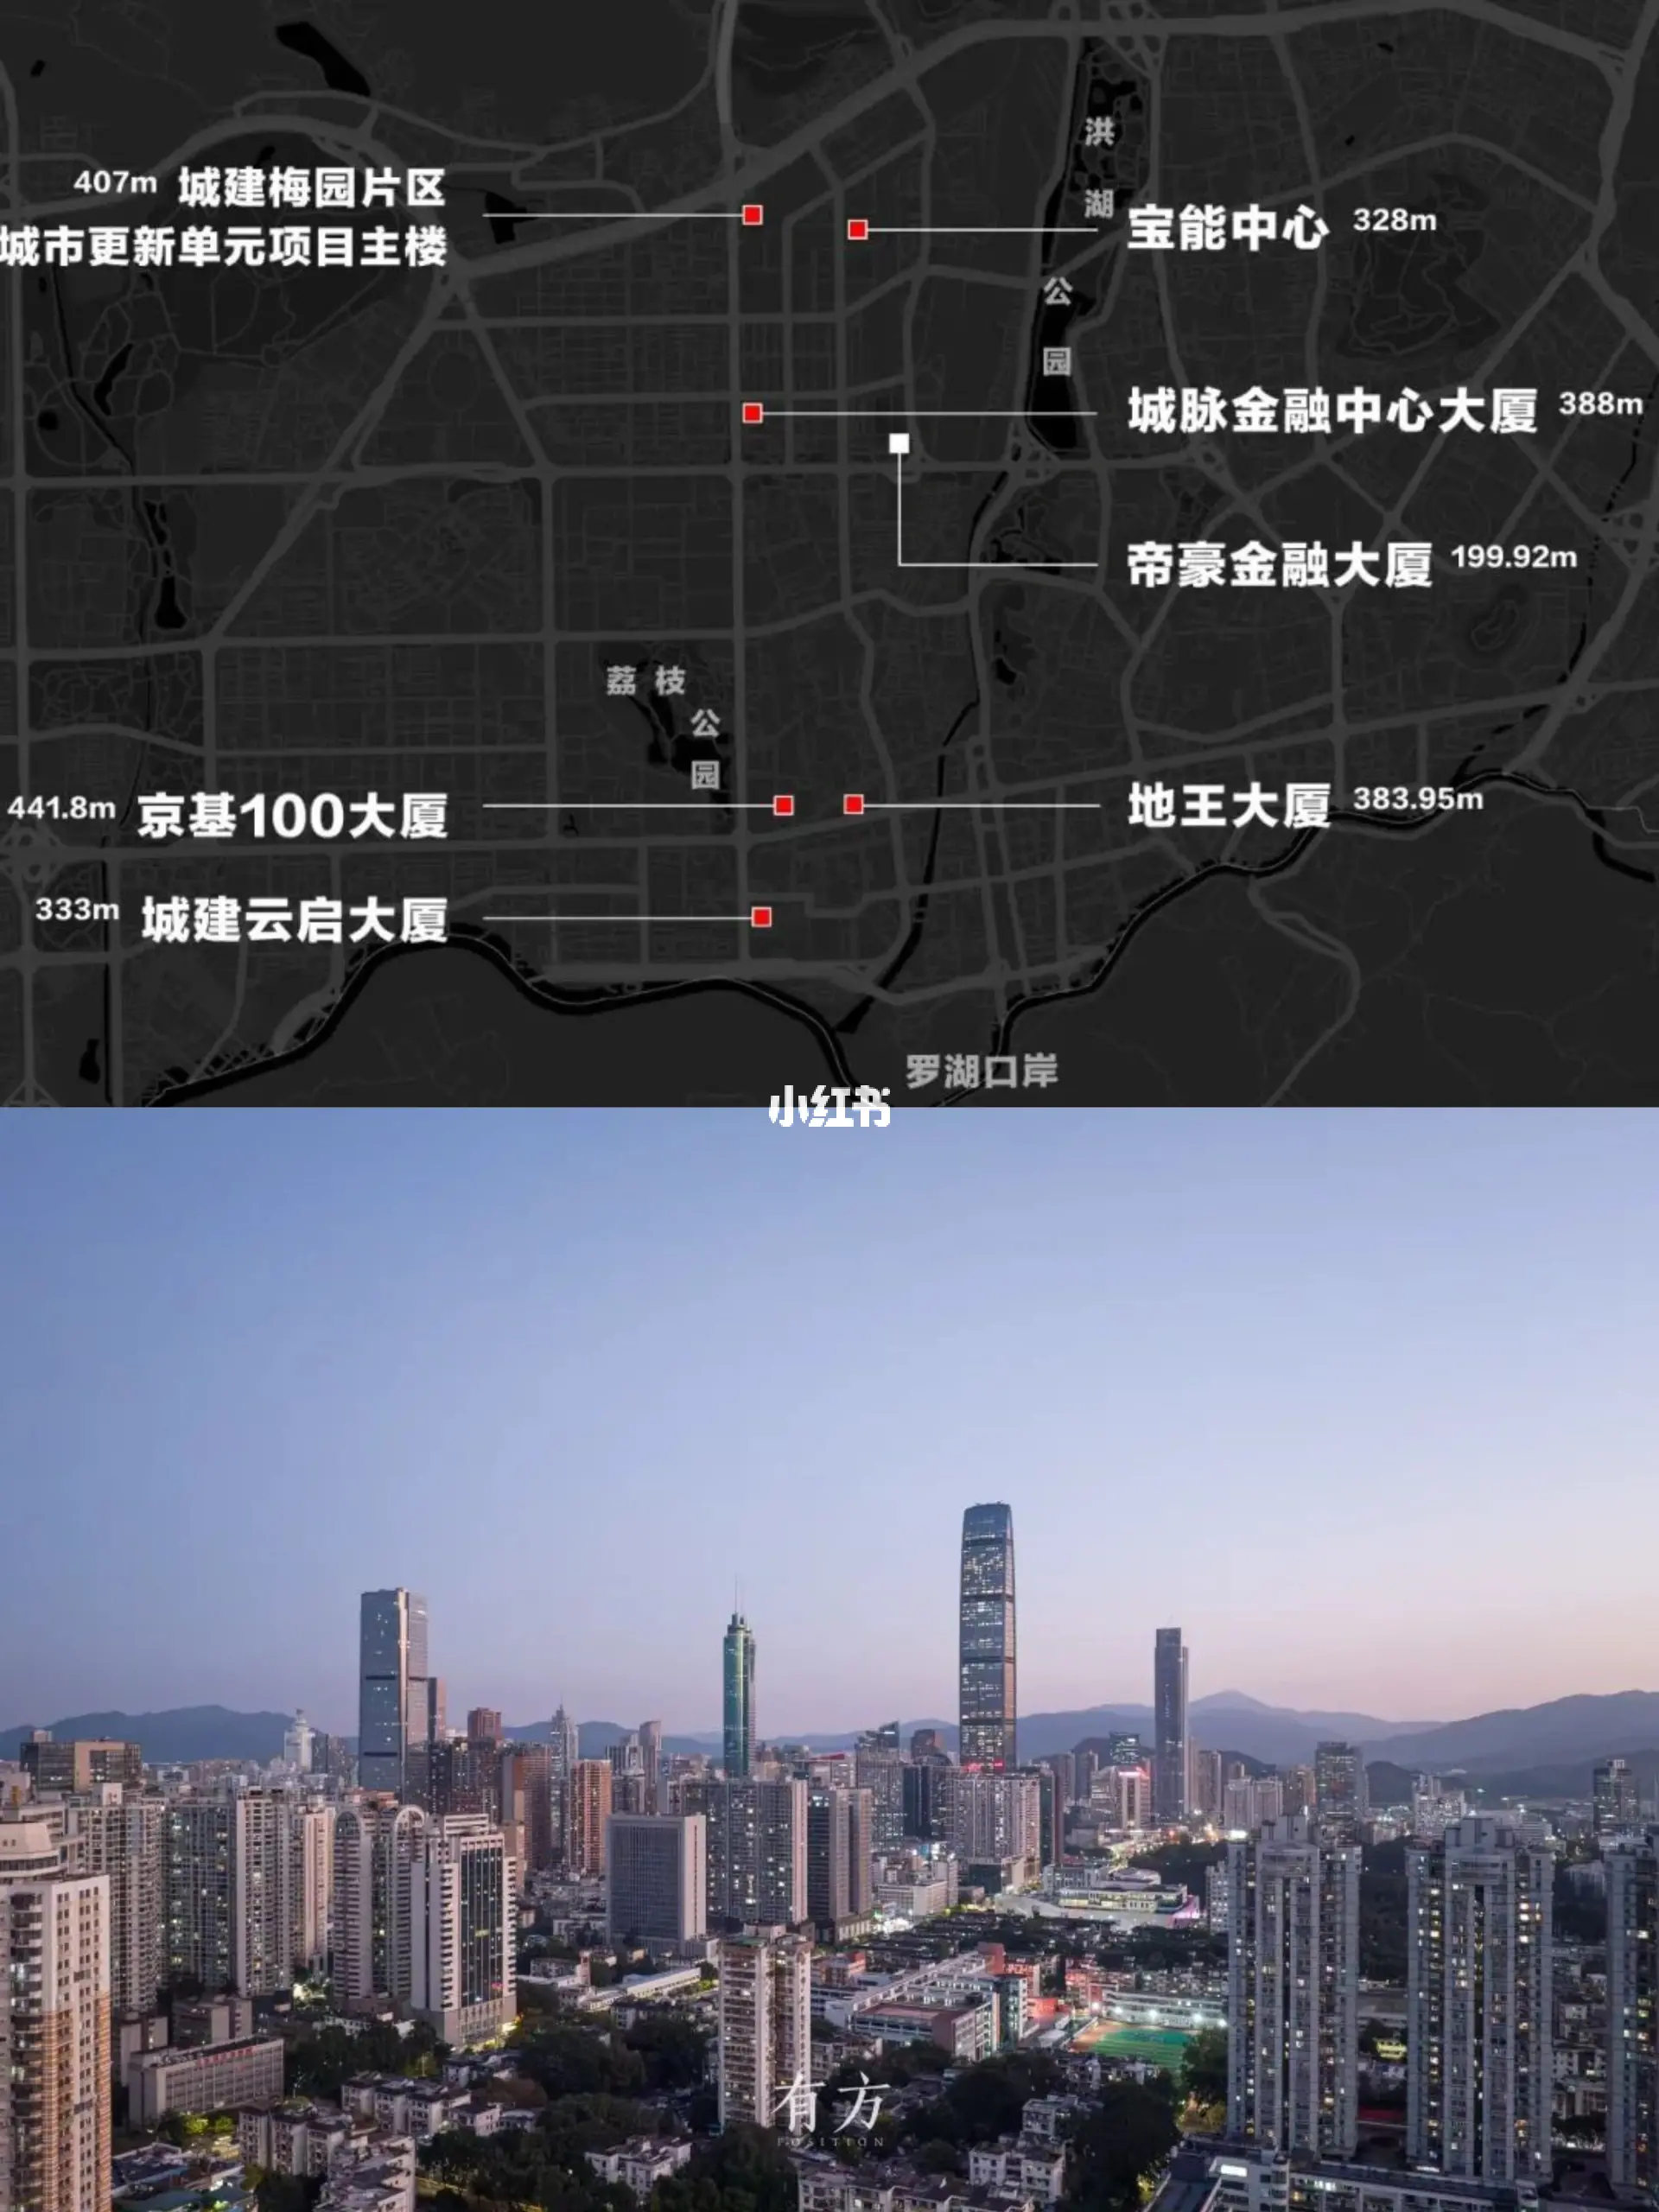 407m 城建梅园片区
城市更新单元项目主楼
洪
湖
公
园
宝能中心 328m
城脉金融中心大厦 388m
帝豪金融大厦 199.92m
荔枝
公
园
441.8m 京基100大厦
地王大厦 383.95m
333m 城建云启大厦
罗湖口岸
小红书
有方
POSITION